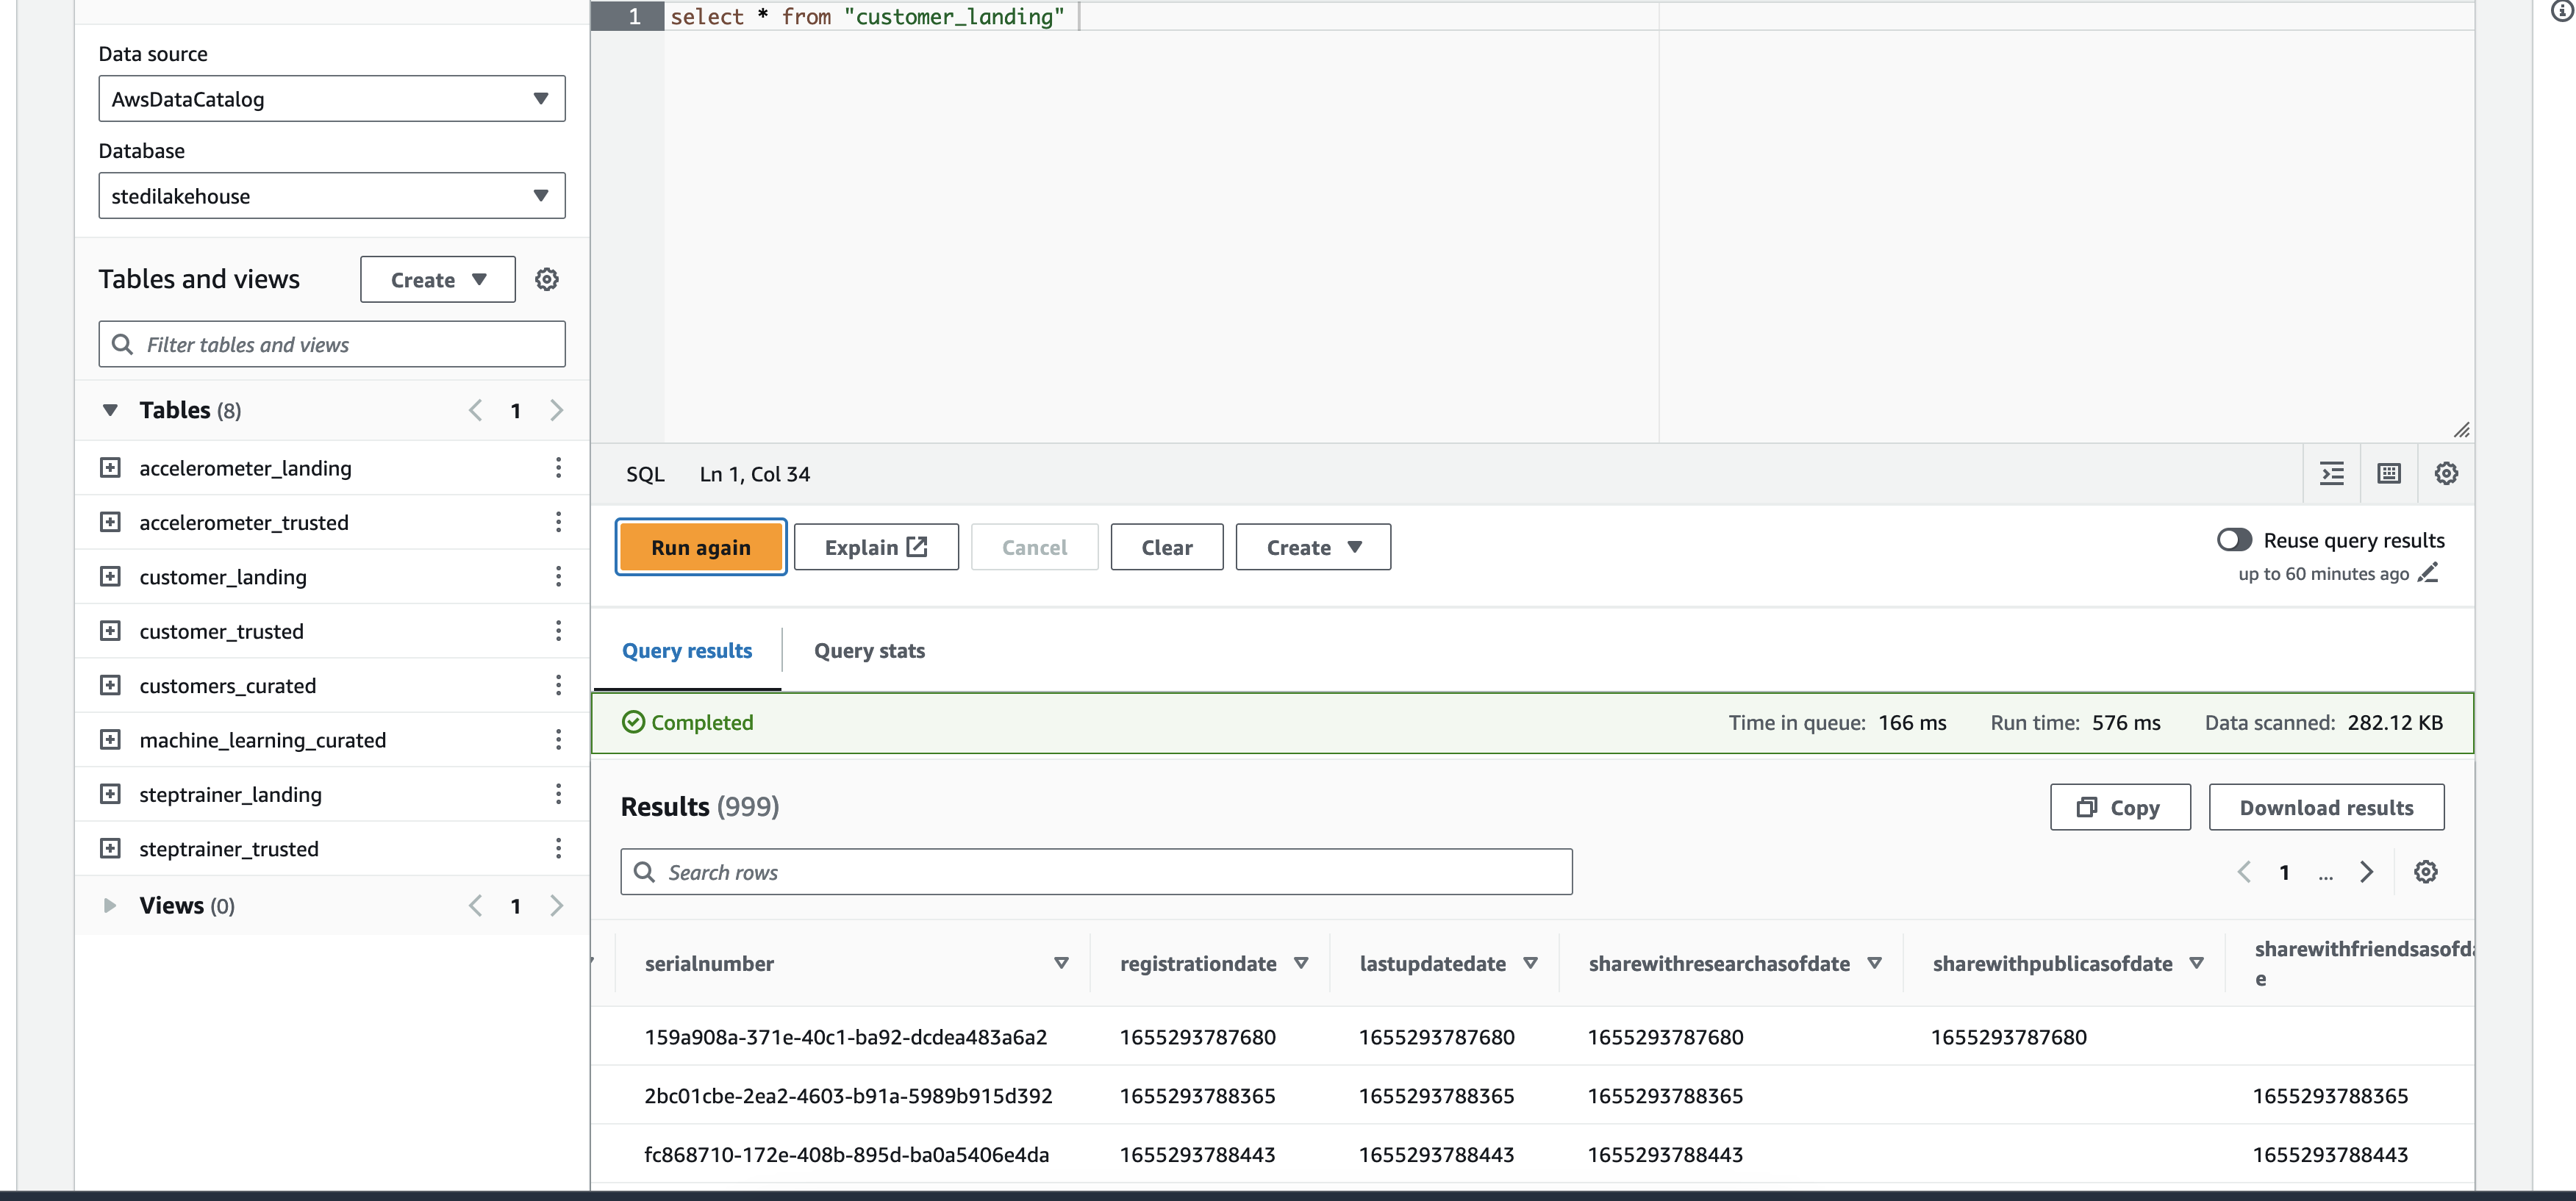 Data source
AwsDataCatalog
Database
stedilakehouse
Tables and views
Create
Filter tables and views
Tables (8)
1
accelerometer_landing
accelerometer_trusted
customer_landing
customer_trusted
customers_curated
machine_learning_curated
steptrainer_landing
steptrainer_trusted
Views (0)
1
1 select * from "customer_landing"
SQL Ln 1, Col 34
Run again Explain Cancel Clear Create
Reuse query results
up to 60 minutes ago
Query results Query stats
Completed Time in queue: 166 ms Run time: 576 ms Data scanned: 282.12 KB
Results (999) Copy Download results
Search rows 1 ...
serialnumber registrationdate lastupdatedate sharewithresearchasofdate sharewithpublicasofdate sharewithfriendsasofda
e
159a908a-371e-40c1-ba92-dcdea483a6a2 1655293787680 1655293787680 1655293787680 1655293787680
2bc01cbe-2ea2-4603-b91a-5989b915d392 1655293788365 1655293788365 1655293788365 1655293788365
fc868710-172e-408b-895d-ba0a5406e4da 1655293788443 1655293788443 1655293788443 1655293788443